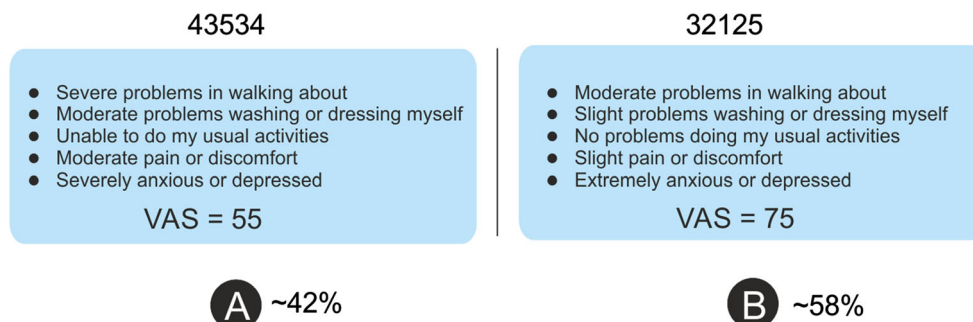 43534
● Severe problems in walking about
● Moderate problems washing or dressing myself
● Unable to do my usual activities
● Moderate pain or discomfort
● Severely anxious or depressed
VAS = 55
A ~42%
32125
● Moderate problems in walking about
● Slight problems washing or dressing myself
● No problems doing my usual activities
● Slight pain or discomfort
● Extremely anxious or depressed
VAS = 75
B ~58%